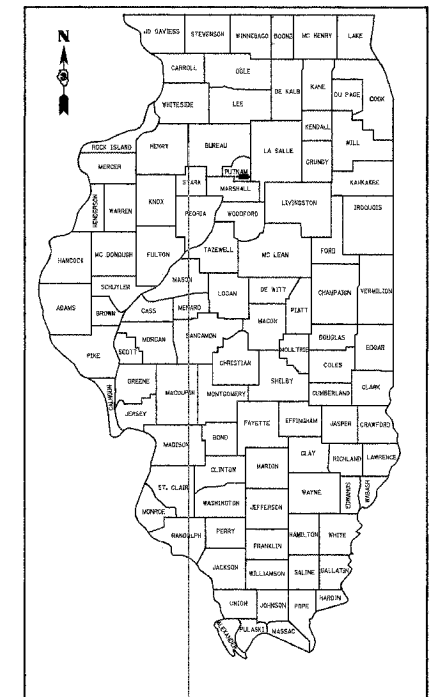 N
JO DAVIESS STEPHENSON WINNEBAGO BOONE MC HENRY LAKE
CARROLL OGLE
DE KALB KANE DU PAGE COOK
WHITESIDE LEE
KENDALL WILL
ROCK ISLAND HENRY BUREAU LA SALLE GRUNDY
MERCER PUTNAM KANKAKEE
STARK MARSHALL
HENDERSON WARREN KNOX PEORIA WOODFORD LIVINGSTON IROQUOIS
HANCOCK MC DONOUGH FULTON TAZEWELL MC LEAN FORD
MASON
SCHUYLER LOGAN DE WITT CHAMPAIGN VERMILION
ADAMS BROWN CASS MENARD PIATT
MACON
MORGAN SANGAMON DOUGLAS
PIKE SCOTT CHRISTIAN MOULTRIE EDGAR
COLES
GREENE SHELBY
CALHOUN MACOUPIN MONTGOMERY CUMBERLAND CLARK
JERSEY
FAYETTE EFFINGHAM JASPER CRAWFORD
MADISON BOND
CLAY
CLINTON MARION RICHLAND LAWRENCE
ST. CLAIR WAYNE EDWARDS WABASH
WASHINGTON JEFFERSON
MONROE
RANDOLPH PERRY HAMILTON WHITE
FRANKLIN
JACKSON WILLIAMSON SALINE GALLATIN
HARDIN
UNION JOHNSON POPE
ALEXANDER PULASKI MASSAC